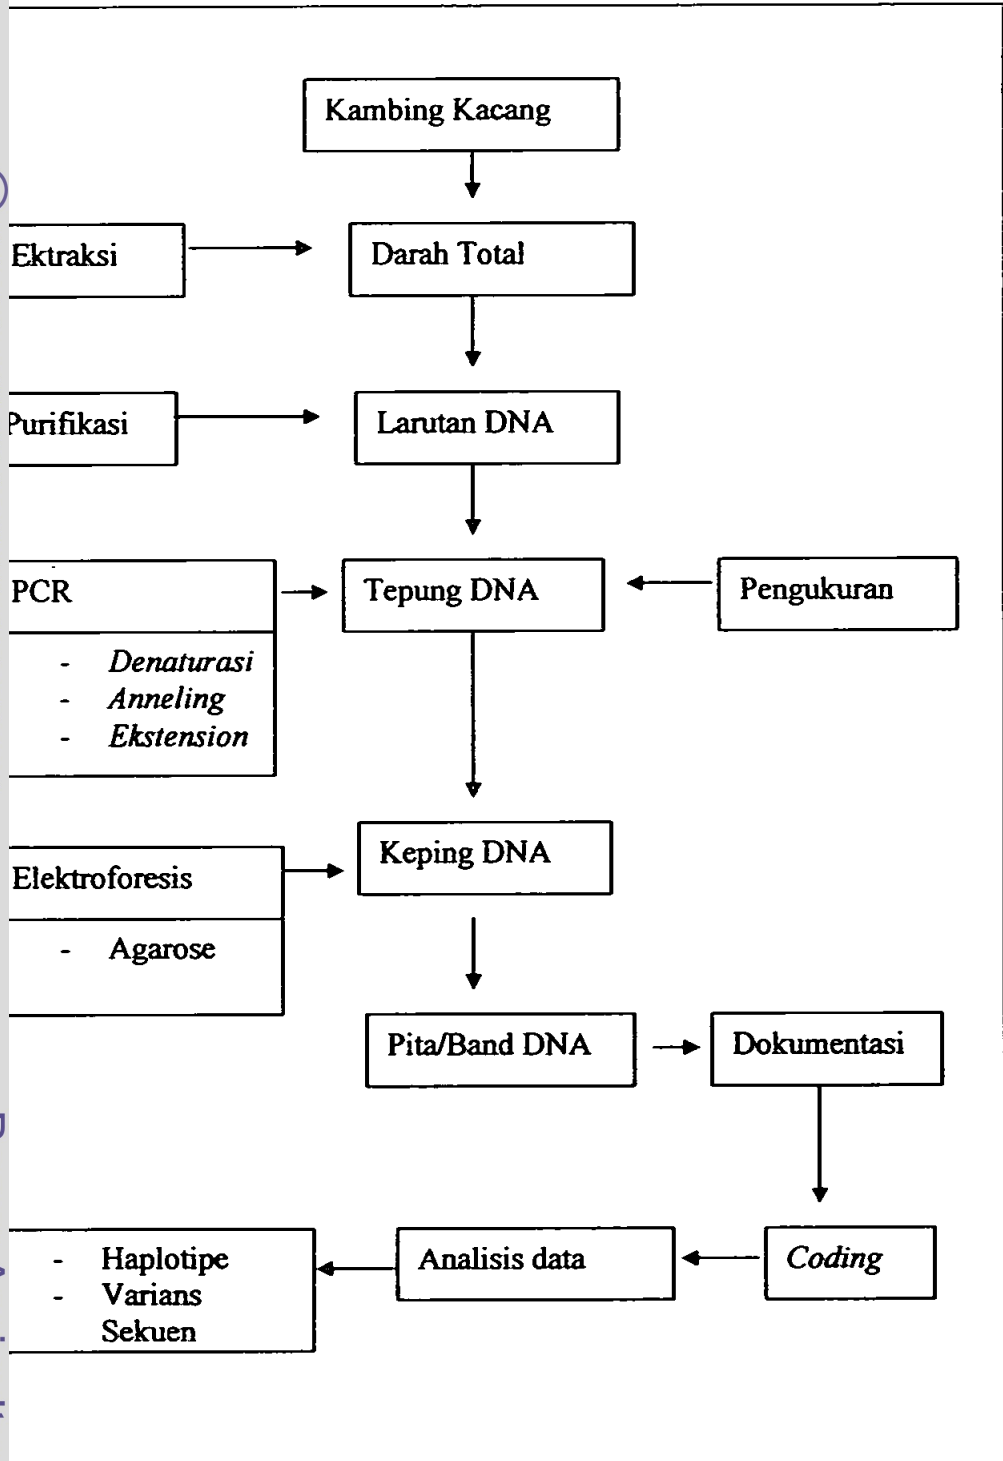 Kambing Kacang
Ektraksi
Darah Total
Purifikasi
Larutan DNA
PCR
Tepung DNA
Pengukuran
- Denaturasi
- Anneling
- Ekstension
Keping DNA
Elektroforesis
- Agarose
Pita/Band DNA
Dokumentasi
- Haplotipe
- Varians
Sekuen
Analisis data
Coding